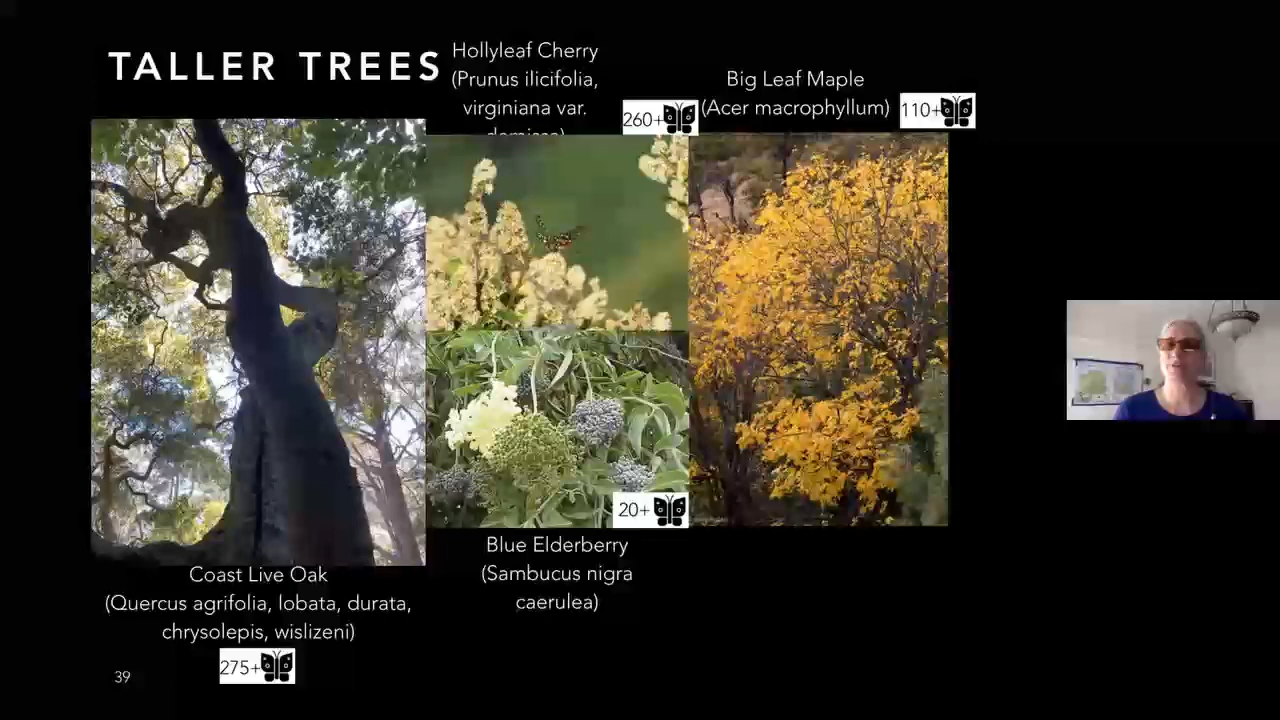 TALLER TREES
Hollyleaf Cherry
(Prunus ilicifolia,
virginiana var.
demissa)
260+
Big Leaf Maple
(Acer macrophyllum)
110+
20+
Blue Elderberry
(Sambucus nigra
caerulea)
Coast Live Oak
(Quercus agrifolia, lobata, durata,
chrysolepis, wislizeni)
275+
39